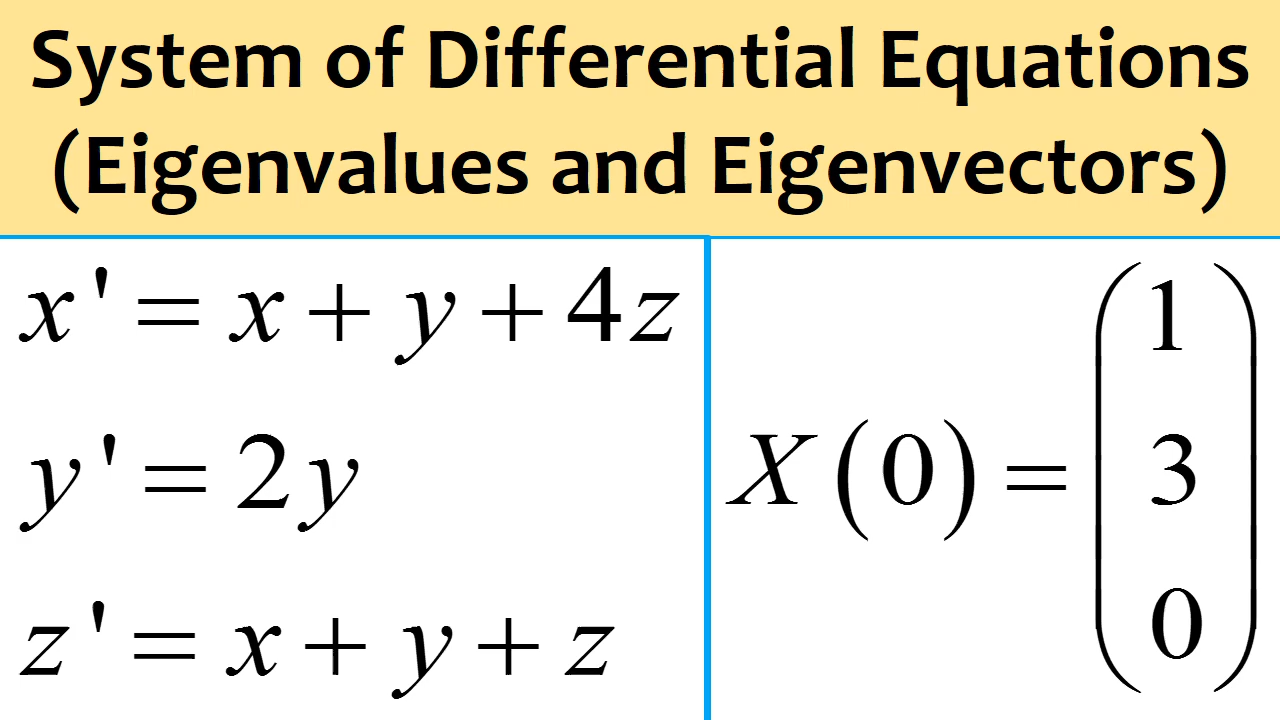 System of Differential Equations
(Eigenvalues and Eigenvectors)
x' = x + y + 4z
y' = 2y
z' = x + y + z
X(0) = (1
3
0)